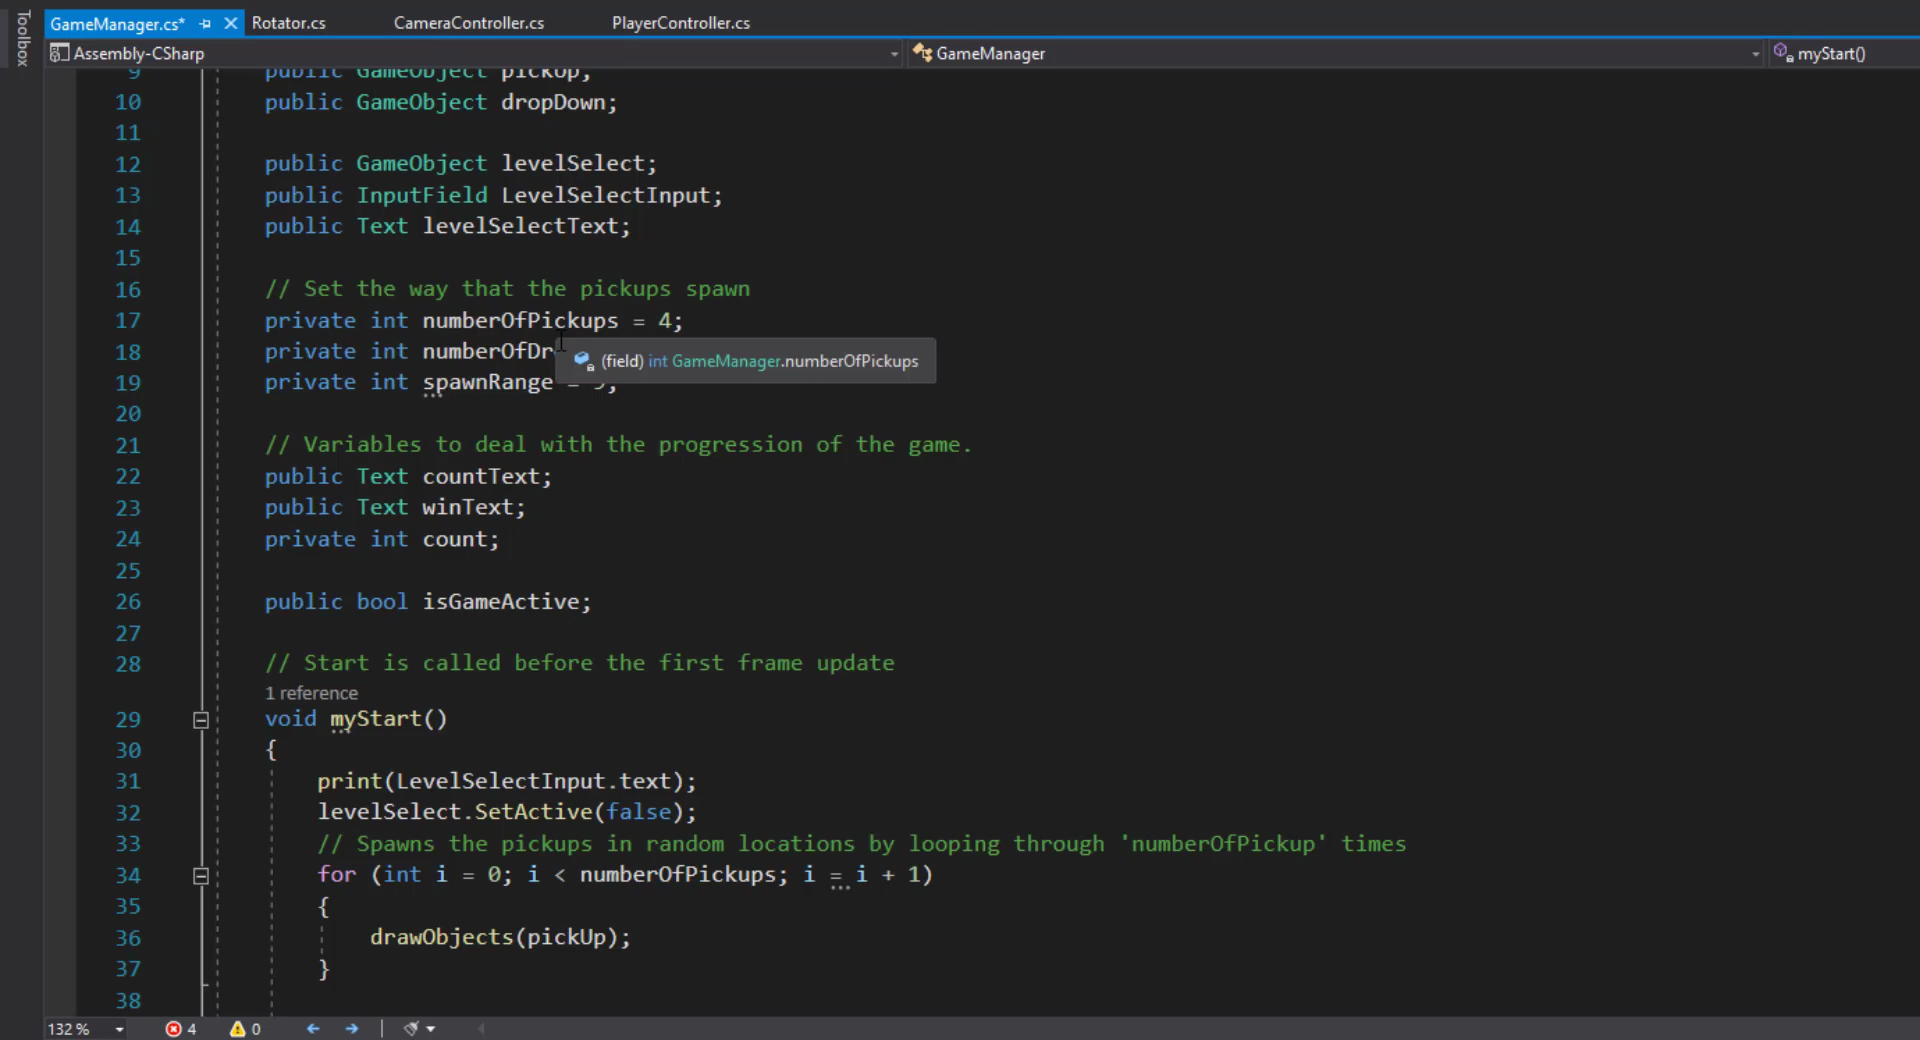 Toolbox
GameManager.cs* Rotator.cs CameraController.cs PlayerController.cs
Assembly-CSharp GameManager myStart()
9 public GameObject pickUp;
10 public GameObject dropDown;
11
12 public GameObject levelSelect;
13 public InputField LevelSelectInput;
14 public Text levelSelectText;
15
16 // Set the way that the pickups spawn
17 private int numberOfPickups = 4;
18 private int
(field) int GameManager.numberOfPickups
19 private int spawnRange =
20
21 // Variables to deal with the progression of the game.
22 public Text countText;
23 public Text winText;
24 private int count;
25
26 public bool isGameActive;
27
28 // Start is called before the first frame update
1 reference
29 void myStart()
30 {
31 print(LevelSelectInput.text);
32 levelSelect.SetActive(false);
33 // Spawns the pickups in random locations by looping through 'numberOfPickup' times
34 for (int i = 0; i < numberOfPickups; i = i + 1)
35 {
36 drawObjects(pickUp);
37 }
38
132 % 4 0